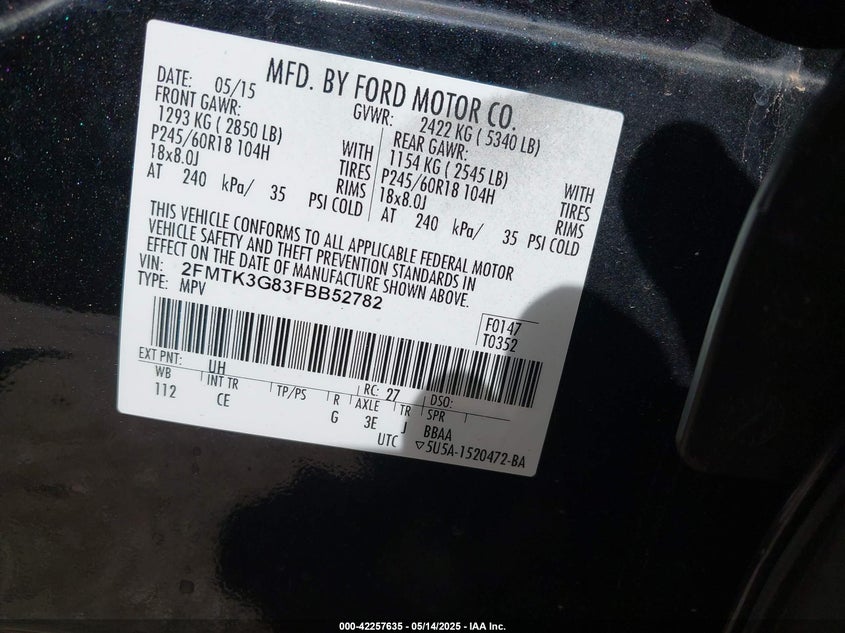 MFD. BY FORD MOTOR CO.
DATE: 05/15 GVWR: 2422 KG ( 5340 LB)
FRONT GAWR: REAR GAWR:
1293 KG ( 2850 LB) WITH 1154 KG ( 2545 LB) WITH
P245/60R18 104H TIRES P245/60R18 104H TIRES
18x8.0J RIMS 18x8.0J RIMS
AT 240 kPa/ 35 PSI COLD AT 240 kPa/ 35 PSI COLD
THIS VEHICLE CONFORMS TO ALL APPLICABLE FEDERAL MOTOR
VEHICLE SAFETY AND THEFT PREVENTION STANDARDS IN
EFFECT ON THE DATE OF MANUFACTURE SHOWN ABOVE.
VIN: 2FMTK3G83FBB52782
TYPE: MPV
F0147
T0352
EXT PNT: UH RC: 27 DSO:
WB INT TR TP/PS R AXLE TR SPR
112 CE G 3E J BBAA
UTC ▽5U5A-1520472-BA
000-42257635 - 05/14/2025 - IAA Inc.